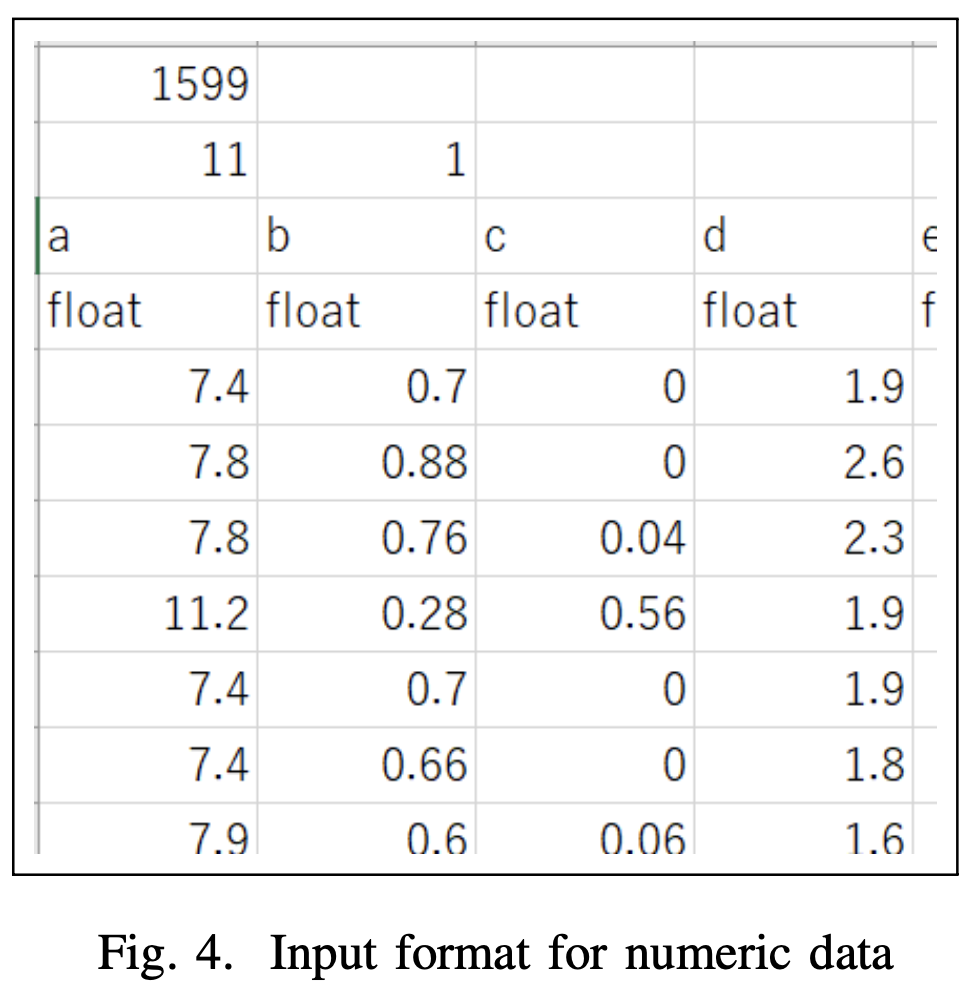 1599
11 1
a b c d e
float float float float f
7.4 0.7 0 1.9
7.8 0.88 0 2.6
7.8 0.76 0.04 2.3
11.2 0.28 0.56 1.9
7.4 0.7 0 1.9
7.4 0.66 0 1.8
7.9 0.6 0.06 1.6
Fig. 4. Input format for numeric data